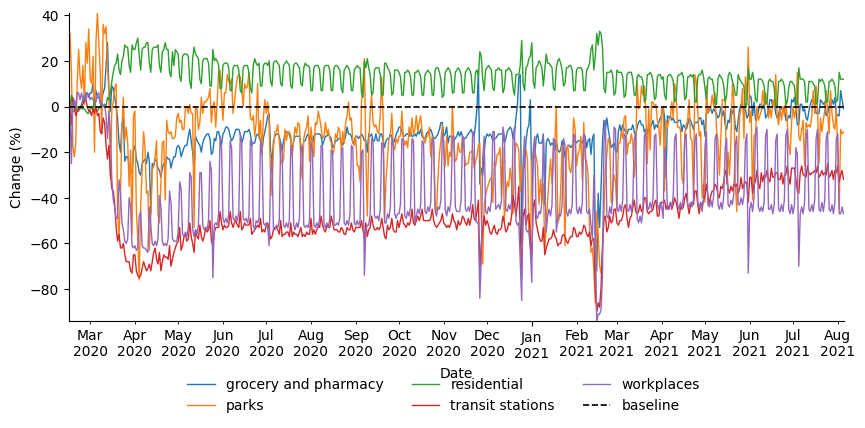 40
20
0
−20
−40
−60
−80
Change (%)
Mar Apr May Jun Jul Aug Sep Oct Nov Dec Jan Feb Mar Apr May Jun Jul Aug
2020 2020 2020 2020 2020 2020 2020 2020 2020 2020 2021 2021 2021 2021 2021 2021 2021 2021
Date
grocery and pharmacy residential workplaces
parks transit stations baseline